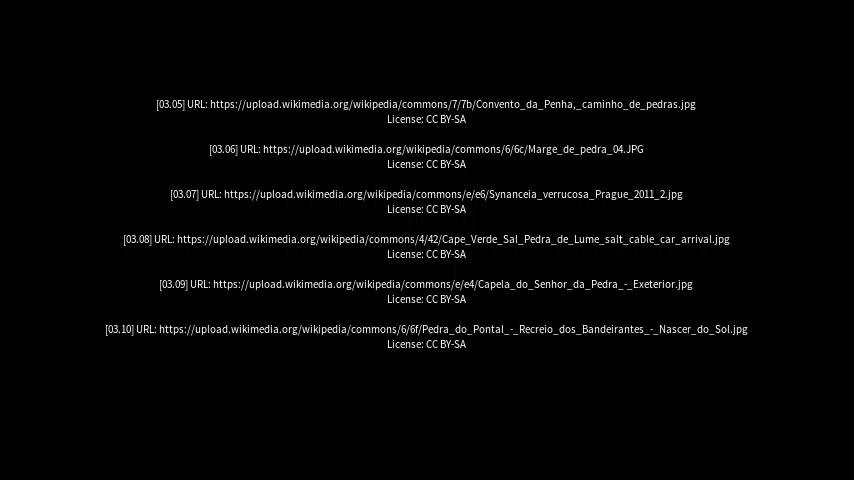 [03.05] URL: https://upload.wikimedia.org/wikipedia/commons/7/7b/Convento_da_Penha,_caminho_de_pedras.jpg
License: CC BY-SA
[03.06] URL: https://upload.wikimedia.org/wikipedia/commons/6/6c/Marge_de_pedra_04.JPG
License: CC BY-SA
[03.07] URL: https://upload.wikimedia.org/wikipedia/commons/e/e6/Synanceia_verrucosa_Prague_2011_2.jpg
License: CC BY-SA
[03.08] URL: https://upload.wikimedia.org/wikipedia/commons/4/42/Cape_Verde_Sal_Pedra_de_Lume_salt_cable_car_arrival.jpg
License: CC BY-SA
[03.09] URL: https://upload.wikimedia.org/wikipedia/commons/e/e4/Capela_do_Senhor_da_Pedra_-_Exeterior.jpg
License: CC BY-SA
[03.10] URL: https://upload.wikimedia.org/wikipedia/commons/6/6f/Pedra_do_Pontal_-_Recreio_dos_Bandeirantes_-_Nascer_do_Sol.jpg
License: CC BY-SA